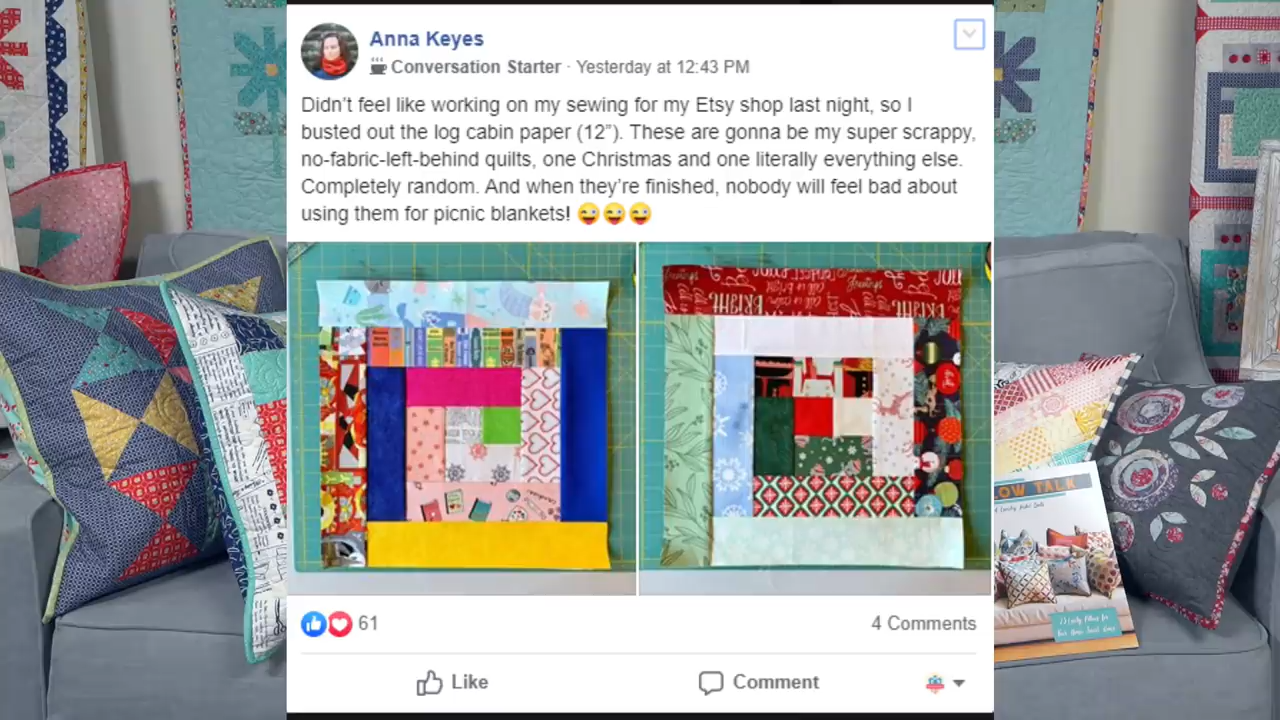 Anna Keyes
Conversation Starter · Yesterday at 12:43 PM
Didn't feel like working on my sewing for my Etsy shop last night, so I
busted out the log cabin paper (12"). These are gonna be my super scrappy,
no-fabric-left-behind quilts, one Christmas and one literally everything else.
Completely random. And when they're finished, nobody will feel bad about
using them for picnic blankets! 😜😜😜
BRIGHT
BRIGHT
OW TALK
61
4 Comments
Like
Comment